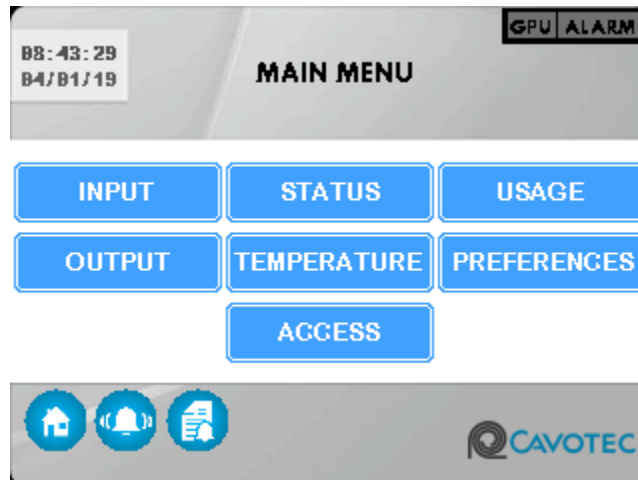 GPU ALARM
08:43:29
04/01/19
MAIN MENU
INPUT
STATUS
USAGE
OUTPUT
TEMPERATURE
PREFERENCES
ACCESS
CAVOTEC